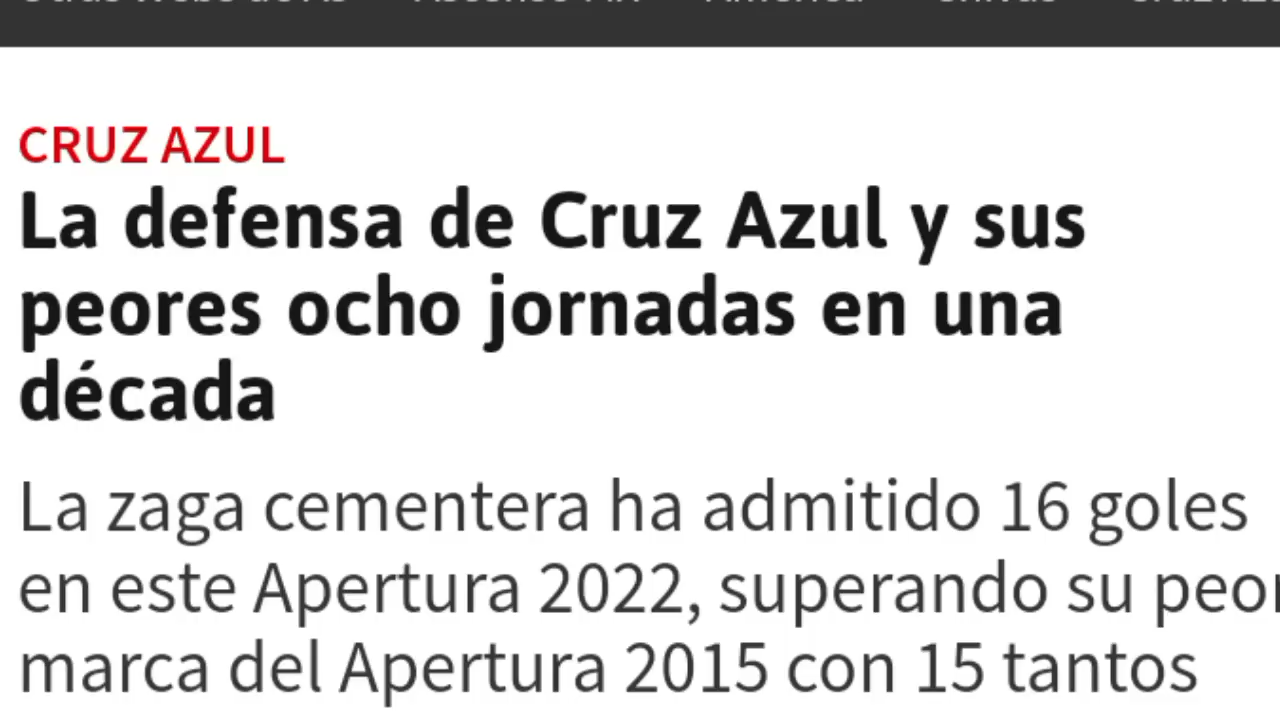 CRUZ AZUL
La defensa de Cruz Azul y sus
peores ocho jornadas en una
década
La zaga cementera ha admitido 16 goles
en este Apertura 2022, superando su peor
marca del Apertura 2015 con 15 tantos